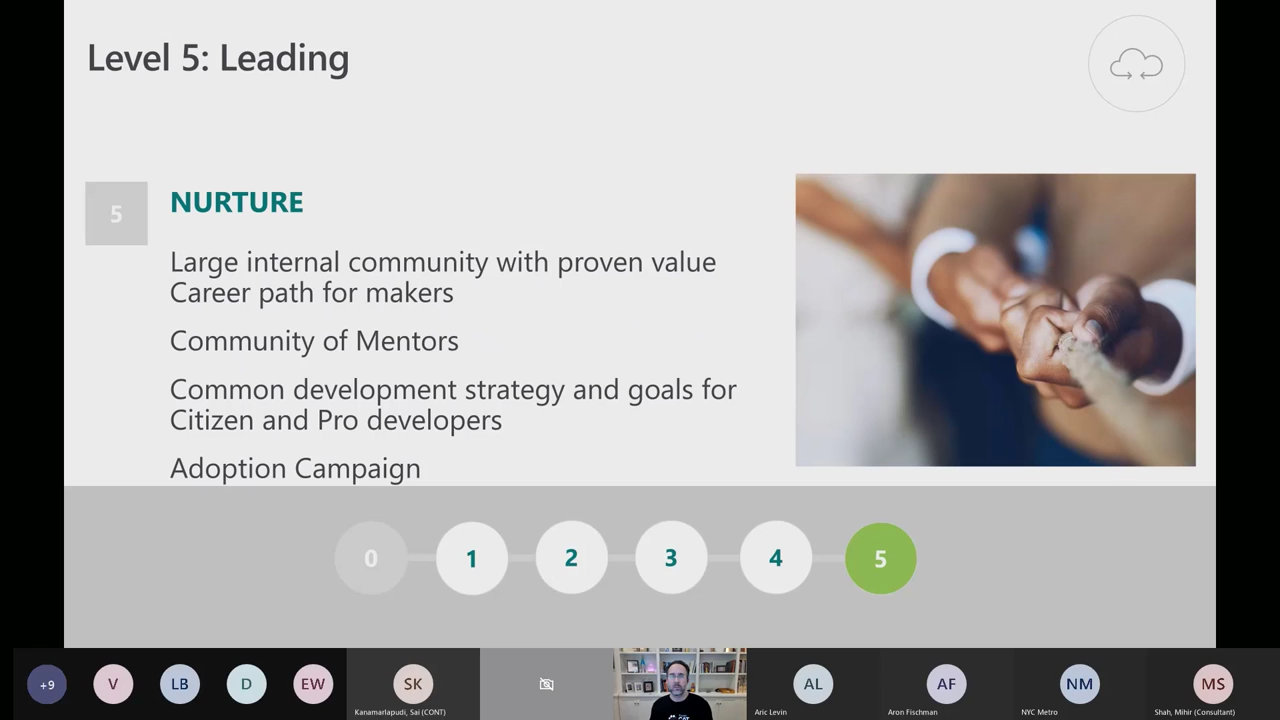 Level 5: Leading
5
NURTURE
Large internal community with proven value
Career path for makers
Community of Mentors
Common development strategy and goals for
Citizen and Pro developers
Adoption Campaign
0
1
2
3
4
5
+9
V
LB
D
EW
SK
AL
AF
NM
MS
Kanamarlapudi, Sai (CONT)
Aric Levin
Aron Fischman
NYC Metro
Shah, Mihir (Consultant)